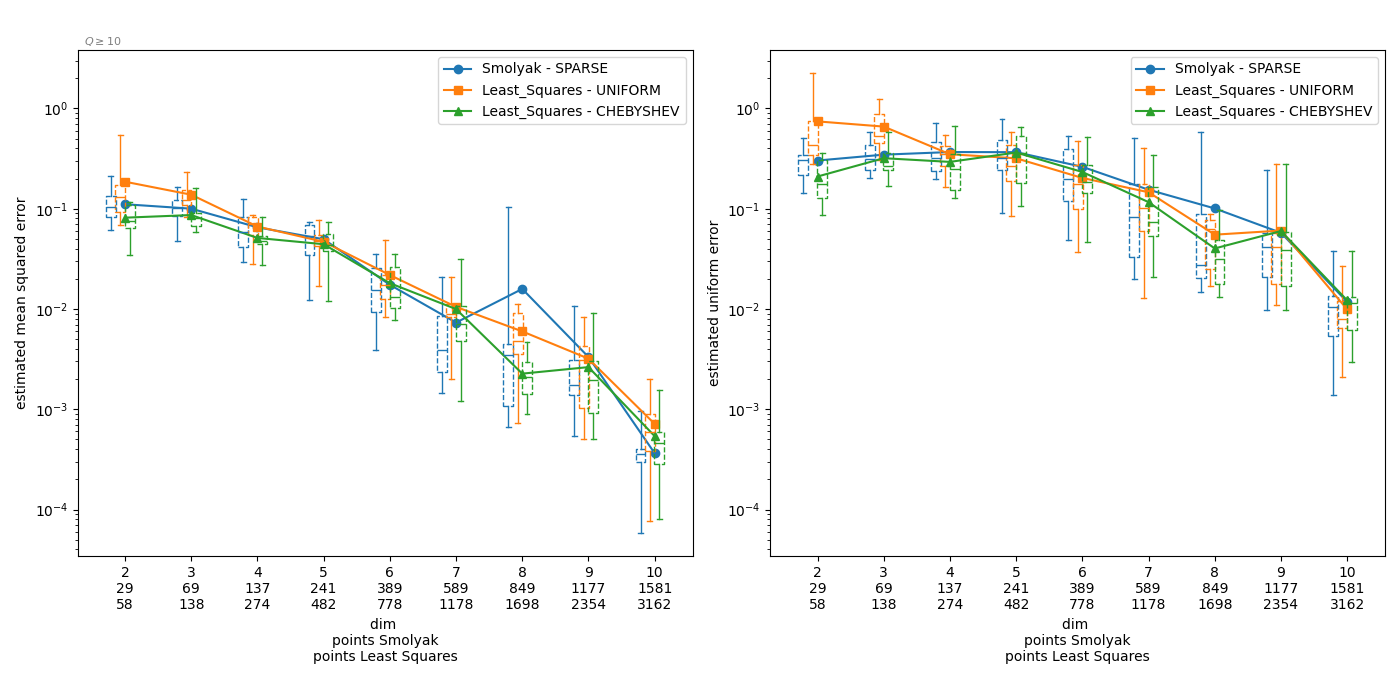 Q ≥ 10
Smolyak - SPARSE
Least_Squares - UNIFORM
Least_Squares - CHEBYSHEV
estimated mean squared error
10^0
10^-1
10^-2
10^-3
10^-4
2 3 4 5 6 7 8 9 10
29 69 137 241 389 589 849 1177 1581
58 138 274 482 778 1178 1698 2354 3162
dim
points Smolyak
points Least Squares
Smolyak - SPARSE
Least_Squares - UNIFORM
Least_Squares - CHEBYSHEV
estimated uniform error
10^0
10^-1
10^-2
10^-3
10^-4
2 3 4 5 6 7 8 9 10
29 69 137 241 389 589 849 1177 1581
58 138 274 482 778 1178 1698 2354 3162
dim
points Smolyak
points Least Squares